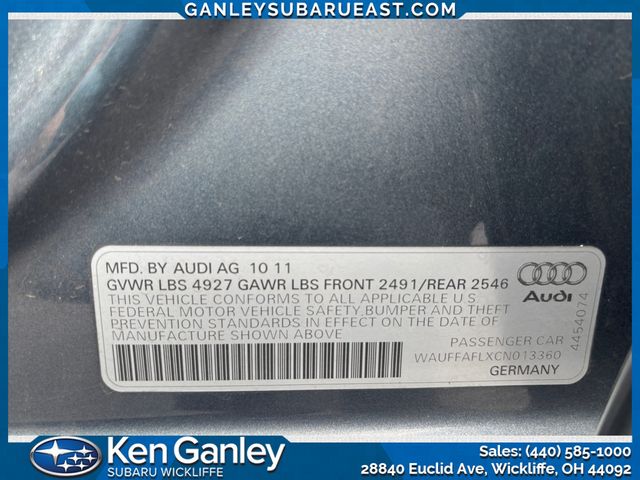 GANLEYSUBARUEAST.COM
MFD. BY AUDI AG 10 11
GVWR LBS 4927 GAWR LBS FRONT 2491/REAR 2546
THIS VEHICLE CONFORMS TO ALL APPLICABLE U S
FEDERAL MOTOR VEHICLE SAFETY,BUMPER AND THEFT
PREVENTION STANDARDS IN EFFECT ON THE DATE OF
MANUFACTURE SHOWN ABOVE
Audi
4454074
PASSENGER CAR
WAUFFAFLXCN013360
GERMANY
Ken Ganley
SUBARU WICKLIFFE
Sales: (440) 585-1000
28840 Euclid Ave, Wickliffe, OH 44092